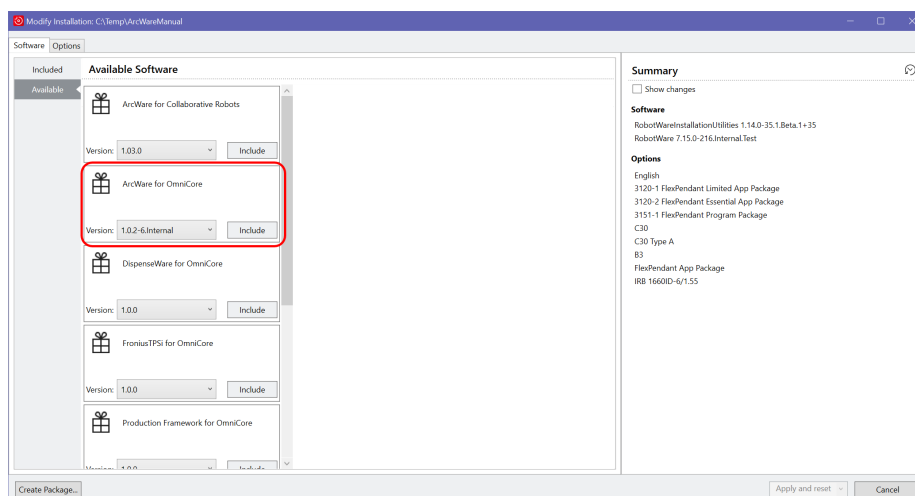 Modify Installation: C:\Temp\ArcWareManual
Software Options
Included
Available
Available Software
ArcWare for Collaborative Robots
Version: 1.03.0 Include
ArcWare for OmniCore
Version: 1.0.2-6.Internal Include
DispenseWare for OmniCore
Version: 1.0.0 Include
FroniusTPSi for OmniCore
Version: 1.0.0 Include
Production Framework for OmniCore
Version: 1.0.0 Include
Summary
Show changes
Software
RobotWareInstallationUtilities 1.14.0-35.1.Beta.1+35
RobotWare 7.15.0-216.Internal.Test
Options
English
3120-1 FlexPendant Limited App Package
3120-2 FlexPendant Essential App Package
3151-1 FlexPendant Program Package
C30
C30 Type A
B3
FlexPendant App Package
IRB 1660ID-6/1.55
Create Package...
Apply and reset
Cancel